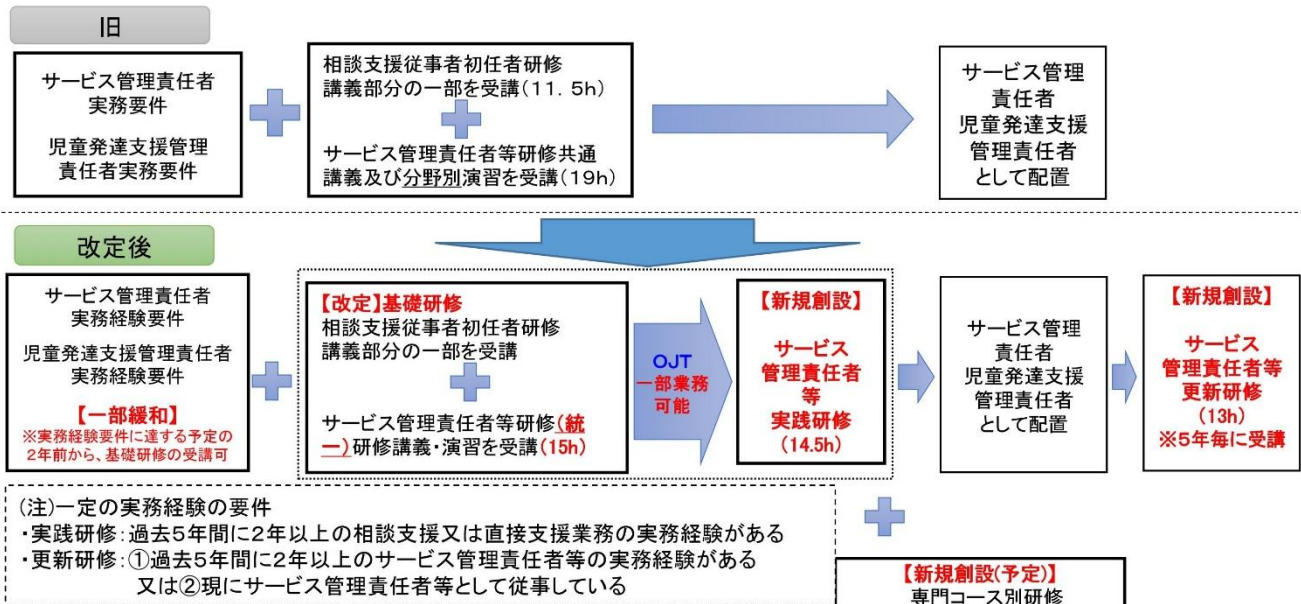 旧
サービス管理責任者
実務要件
児童発達支援管理
責任者実務要件
相談支援従事者初任者研修
講義部分の一部を受講(11.5h)
サービス管理責任者等研修共通
講義及び分野別演習を受講(19h)
サービス管理
責任者
児童発達支援
管理責任者
として配置
改定後
サービス管理責任者
実務経験要件
児童発達支援管理責任者
実務経験要件
【一部緩和】
※実務経験要件に達する予定の
2年前から、基礎研修の受講可
【改定】基礎研修
相談支援従事者初任者研修
講義部分の一部を受講
サービス管理責任者等研修(統
一)研修講義・演習を受講(15h)
OJT
一部業務
可能
【新規創設】
サービス
管理責任者
等
実践研修
(14.5h)
サービス管理
責任者
児童発達支援
管理責任者
として配置
【新規創設】
サービス
管理責任者等
更新研修
(13h)
※5年毎に受講
(注)一定の実務経験の要件
・実践研修:過去5年間に2年以上の相談支援又は直接支援業務の実務経験がある
・更新研修:①過去5年間に2年以上のサービス管理責任者等の実務経験がある
又は②現にサービス管理責任者等として従事している
【新規創設(予定)】
専門コース別研修